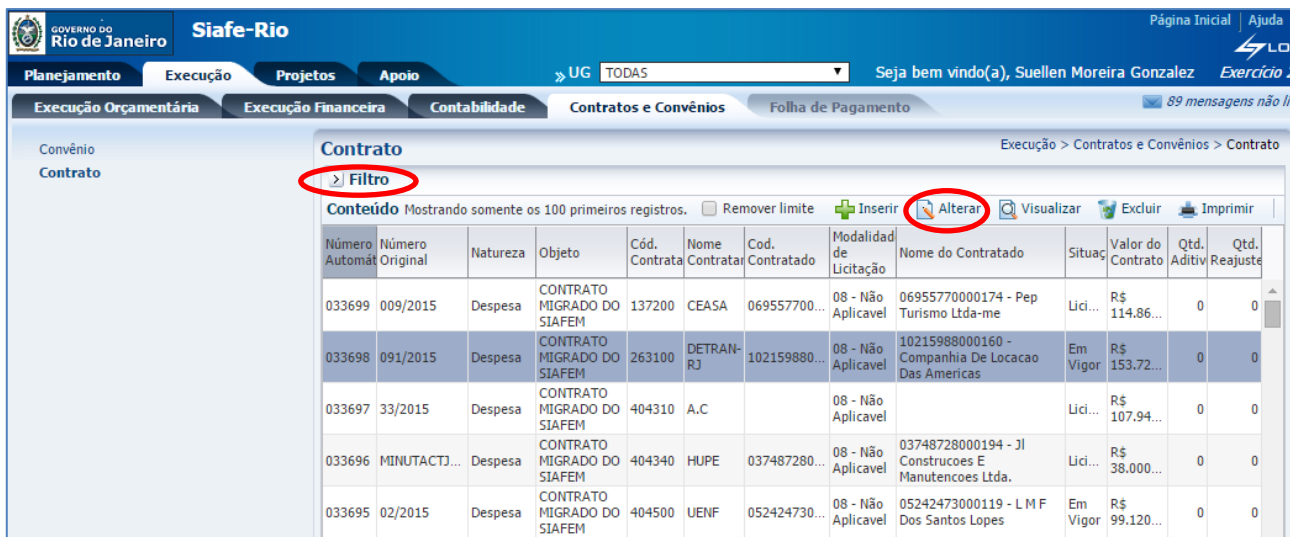 GOVERNO DO
Rio de Janeiro
Siafe-Rio
Página Inicial | Ajuda
LO
Planejamento Execução Projetos Apoio » UG TODAS Seja bem vindo(a), Suellen Moreira Gonzalez Exercício 2
Execução Orçamentária Execução Financeira Contabilidade Contratos e Convênios Folha de Pagamento 89 mensagens não li
Convênio
Contrato
Contrato Execução > Contratos e Convênios > Contrato
Filtro
Conteúdo Mostrando somente os 100 primeiros registros. Remover limite Inserir Alterar Visualizar Excluir Imprimir
Número Automát Número Original Natureza Objeto Cód. Contrata Nome Contratar Cod. Contratado Modalidad de Licitação Nome do Contratado Situaç Valor do Contrato Qtd. Aditiv Qtd. Reajuste
033699 009/2015 Despesa CONTRATO MIGRADO DO SIAFEM 137200 CEASA 069557700... 08 - Não Aplicavel 06955770000174 - Pep Turismo Ltda-me Lici... R$ 114.86... 0 0
033698 091/2015 Despesa CONTRATO MIGRADO DO SIAFEM 263100 DETRAN-RJ 102159880... 08 - Não Aplicavel 10215988000160 - Companhia De Locacao Das Americas Em Vigor R$ 153.72... 0 0
033697 33/2015 Despesa CONTRATO MIGRADO DO SIAFEM 404310 A.C 08 - Não Aplicavel Lici... R$ 107.94... 0 0
033696 MINUTACTJ... Despesa CONTRATO MIGRADO DO SIAFEM 404340 HUPE 037487280... 08 - Não Aplicavel 03748728000194 - Jl Construcoes E Manutencoes Ltda. Lici... R$ 38.000... 0 0
033695 02/2015 Despesa CONTRATO MIGRADO DO SIAFEM 404500 UENF 052424730... 08 - Não Aplicavel 05242473000119 - L M F Dos Santos Lopes Em Vigor R$ 99.120... 0 0